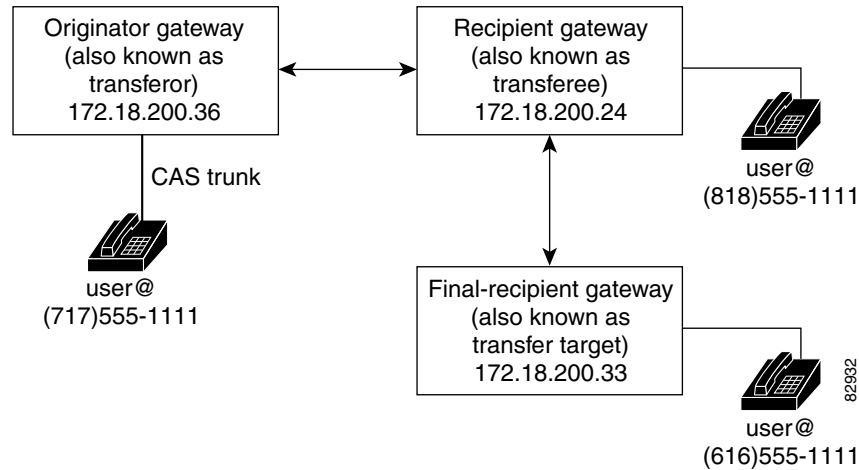 Originator gateway
(also known as
transferor)
172.18.200.36
Recipient gateway
(also known as
transferee)
172.18.200.24
CAS trunk
user@
(818)555-1111
user@
(717)555-1111
Final-recipient gateway
(also known as
transfer target)
172.18.200.33
82932
user@
(616)555-1111